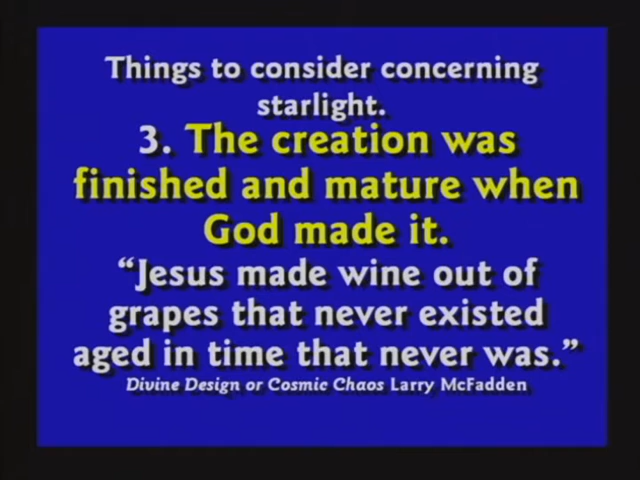 Things to consider concerning
starlight.
3. The creation was
finished and mature when
God made it.
“Jesus made wine out of
grapes that never existed
aged in time that never was.”
Divine Design or Cosmic Chaos Larry McFadden